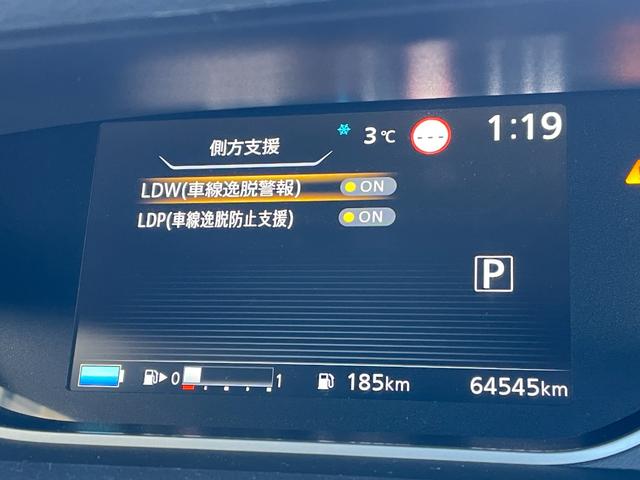 側方支援
3℃
---
1:19
LDW(車線逸脱警報) ON
LDP(車線逸脱防止支援) ON
P
0 1
185km
64545km